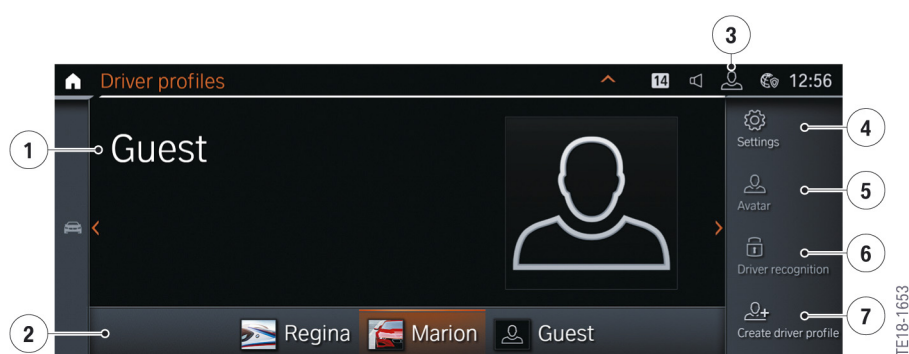 3
Driver profiles
14
12:56
1
Guest
Settings
4
Avatar
5
Driver recognition
6
Create driver profile
7
2
Regina
Marion
Guest
TE18-1653